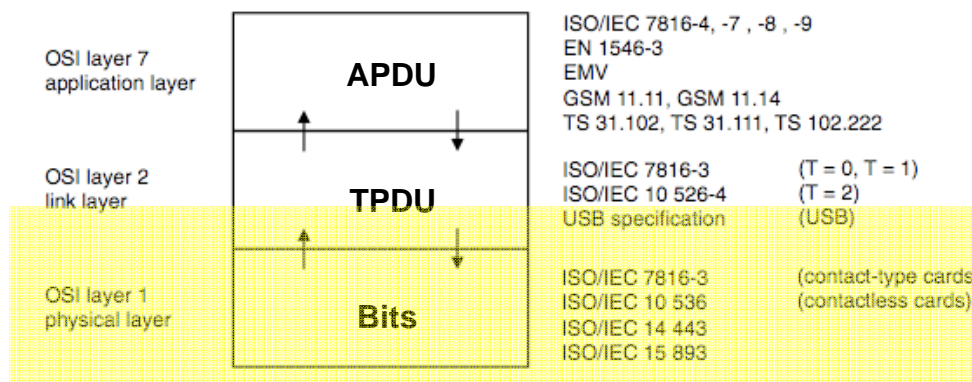 OSI layer 7
application layer
APDU
ISO/IEC 7816-4, -7 , -8 , -9
EN 1546-3
EMV
GSM 11.11, GSM 11.14
TS 31.102, TS 31.111, TS 102.222
OSI layer 2
link layer
TPDU
ISO/IEC 7816-3 (T = 0, T = 1)
ISO/IEC 10 526-4 (T = 2)
USB specification (USB)
OSI layer 1
physical layer
Bits
ISO/IEC 7816-3 (contact-type cards
ISO/IEC 10 536 (contactless cards)
ISO/IEC 14 443
ISO/IEC 15 893